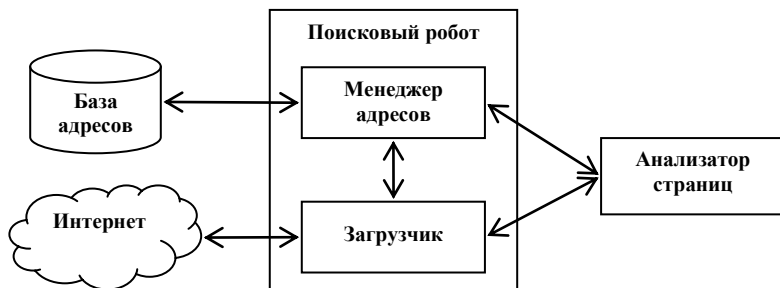 Поисковый робот
База
адресов
Менеджер
адресов
Анализатор
страниц
Интернет
Загрузчик